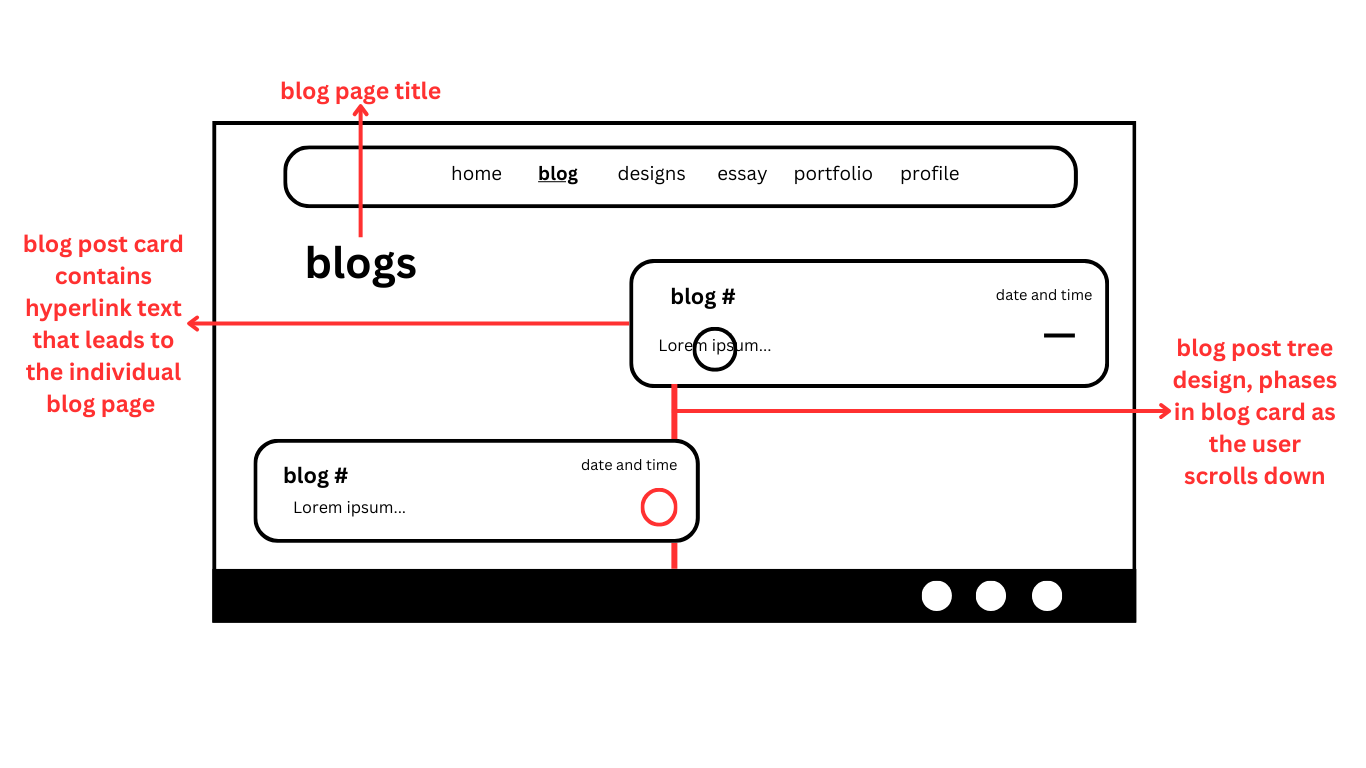 blog page title
home blog designs essay portfolio profile
blogs
blog post card
contains
hyperlink text
that leads to
the individual
blog page
blog #
date and time
Lorem ipsum...
blog post tree
design, phases
in blog card as
the user
scrolls down
blog #
date and time
Lorem ipsum...